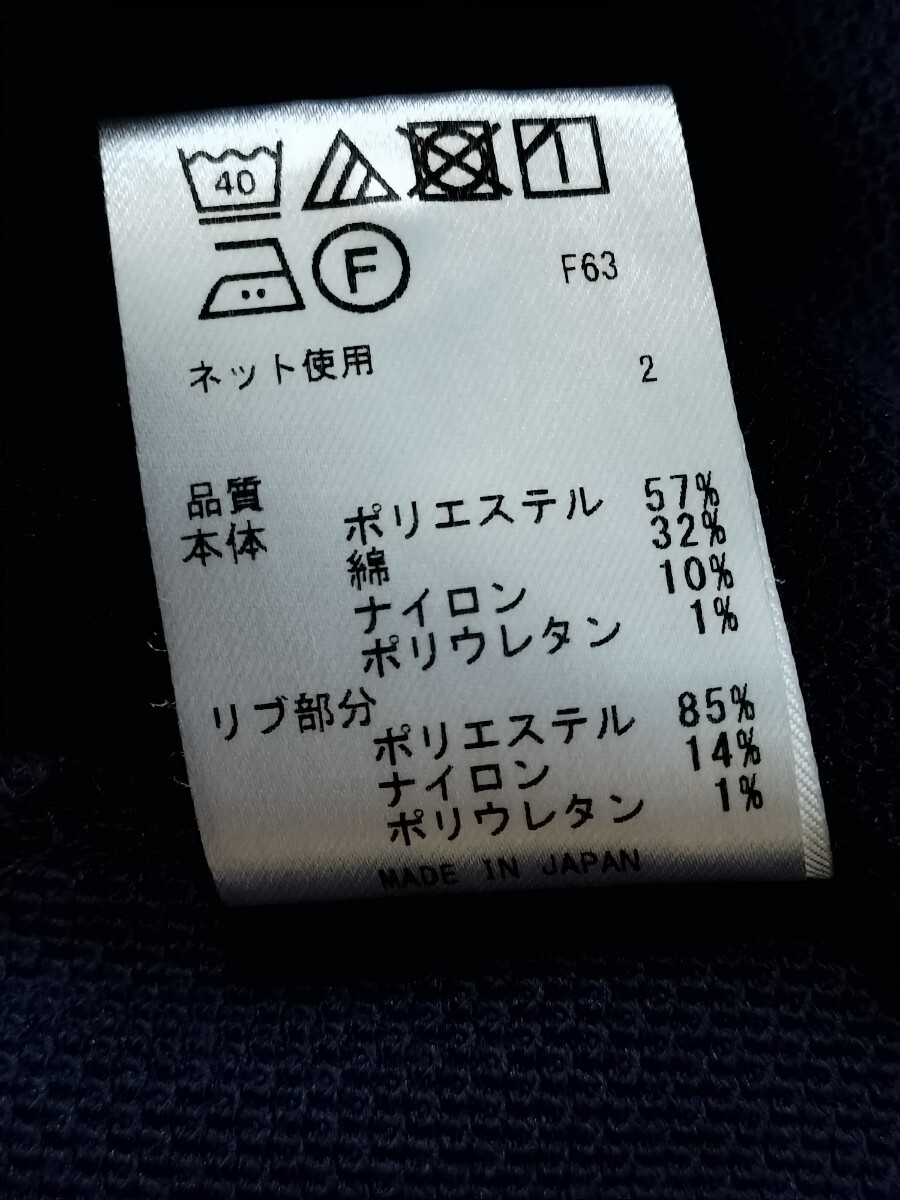 40
F
F63
ネット使用 2
品質
本体 ポリエステル 57%
綿 32%
ナイロン 10%
ポリウレタン 1%
リブ部分
ポリエステル 85%
ナイロン 14%
ポリウレタン 1%
MADE IN JAPAN